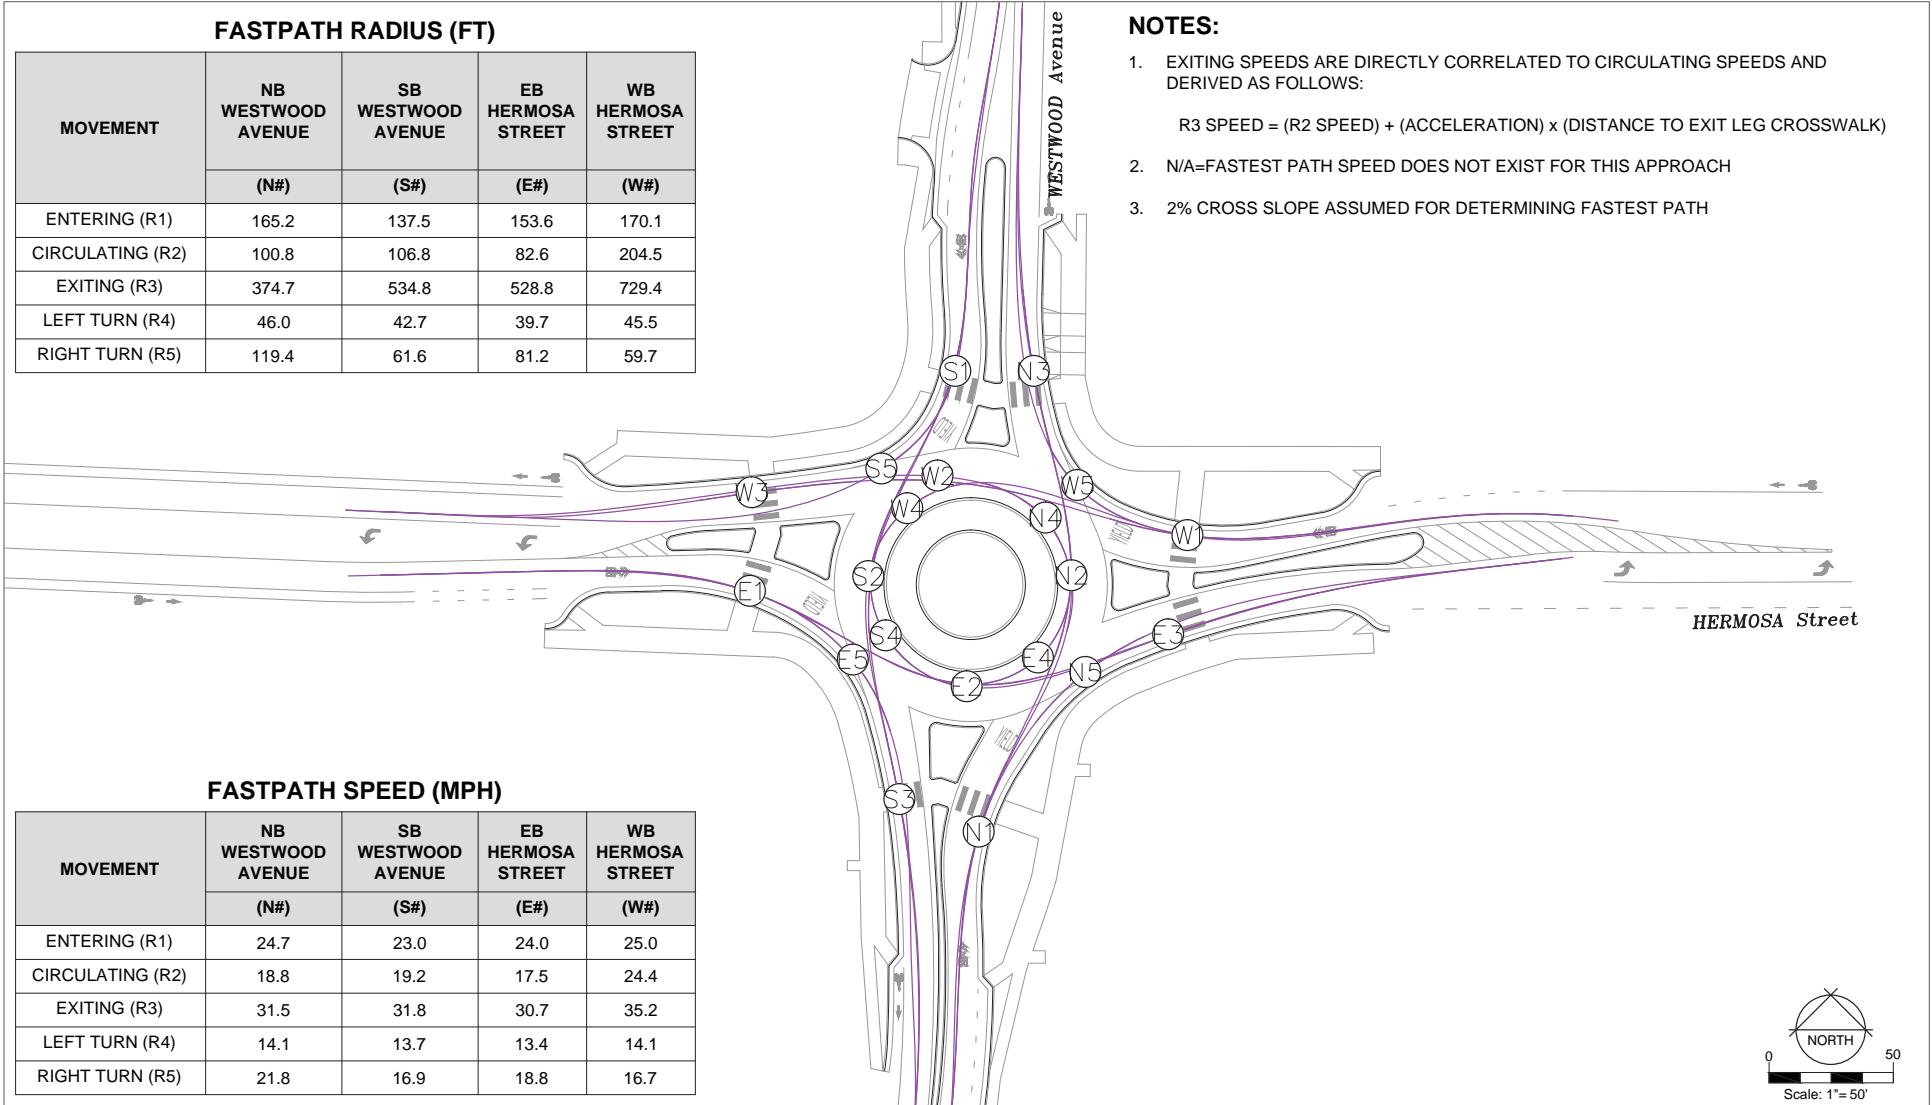 FASTPATH RADIUS (FT)
MOVEMENT
NB WESTWOOD AVENUE
SB WESTWOOD AVENUE
EB HERMOSA STREET
WB HERMOSA STREET
(N#) (S#) (E#) (W#)
ENTERING (R1) 165.2 137.5 153.6 170.1
CIRCULATING (R2) 100.8 106.8 82.6 204.5
EXITING (R3) 374.7 534.8 528.8 729.4
LEFT TURN (R4) 46.0 42.7 39.7 45.5
RIGHT TURN (R5) 119.4 61.6 81.2 59.7
WESTWOOD Avenue
NOTES:
1. EXITING SPEEDS ARE DIRECTLY CORRELATED TO CIRCULATING SPEEDS AND
DERIVED AS FOLLOWS:
R3 SPEED = (R2 SPEED) + (ACCELERATION) x (DISTANCE TO EXIT LEG CROSSWALK)
2. N/A=FASTEST PATH SPEED DOES NOT EXIST FOR THIS APPROACH
3. 2% CROSS SLOPE ASSUMED FOR DETERMINING FASTEST PATH
S1
N3
YIELD
S5
W2
W5
W3
W4
N4
YIELD
W1
S2
N2
E1
YIELD
S4
E3
E5
E4
N5
E2
YIELD
S3
N1
HERMOSA Street
FASTPATH SPEED (MPH)
MOVEMENT
NB WESTWOOD AVENUE
SB WESTWOOD AVENUE
EB HERMOSA STREET
WB HERMOSA STREET
(N#) (S#) (E#) (W#)
ENTERING (R1) 24.7 23.0 24.0 25.0
CIRCULATING (R2) 18.8 19.2 17.5 24.4
EXITING (R3) 31.5 31.8 30.7 35.2
LEFT TURN (R4) 14.1 13.7 13.4 14.1
RIGHT TURN (R5) 21.8 16.9 18.8 16.7
NORTH
0 50
Scale: 1"= 50'